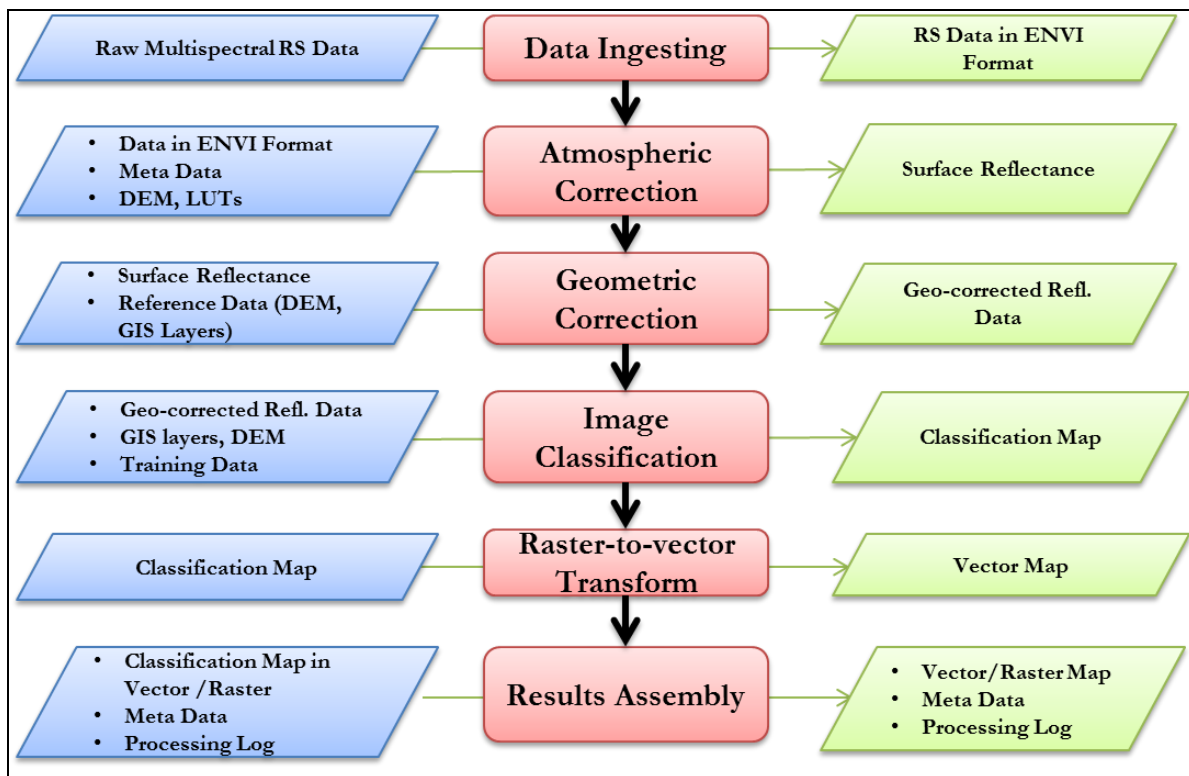 Raw Multispectral RS Data
Data Ingesting
RS Data in ENVI
Format
• Data in ENVI Format
• Meta Data
• DEM, LUTs
Atmospheric
Correction
Surface Reflectance
• Surface Reflectance
• Reference Data (DEM,
GIS Layers)
Geometric
Correction
Geo-corrected Refl.
Data
• Geo-corrected Refl. Data
• GIS layers, DEM
• Training Data
Image
Classification
Classification Map
Classification Map
Raster-to-vector
Transform
Vector Map
• Classification Map in
Vector /Raster
• Meta Data
• Processing Log
Results Assembly
• Vector/Raster Map
• Meta Data
• Processing Log